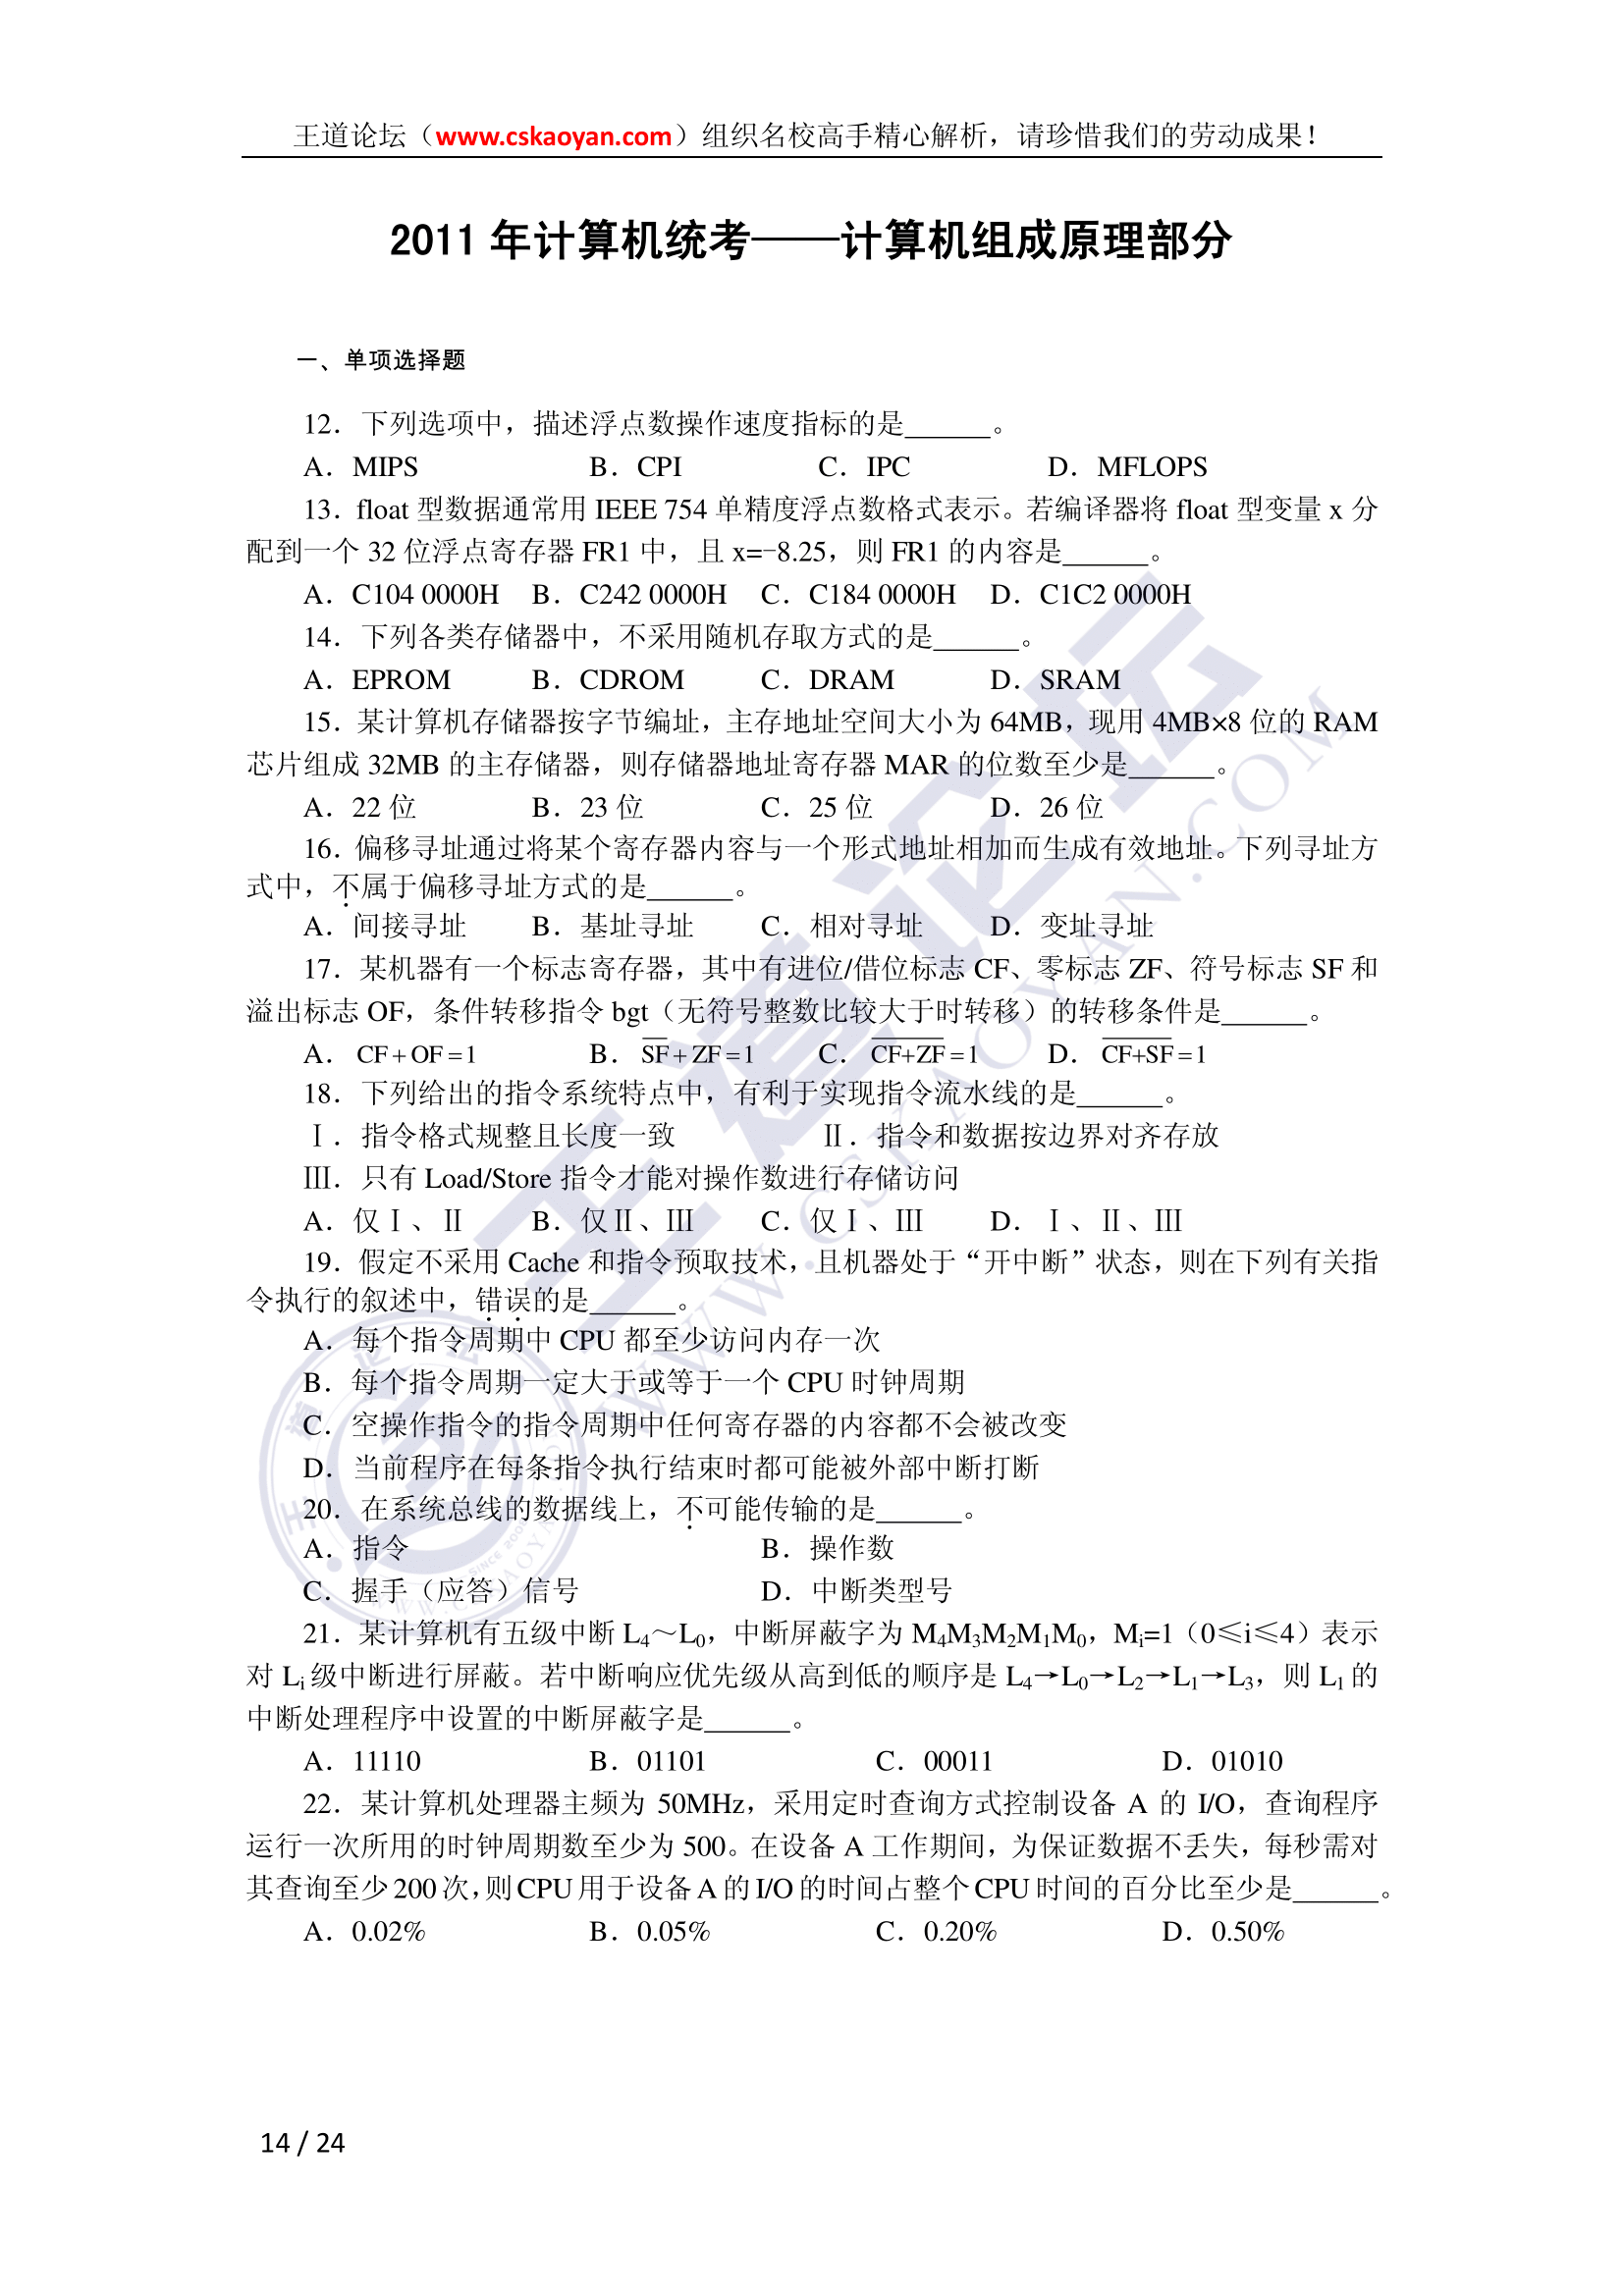 王道论坛（www.cskaoyan.com）组织名校高手精心解析，请珍惜我们的劳动成果！
2011 年计算机统考——计算机组成原理部分
一、单项选择题
12．下列选项中，描述浮点数操作速度指标的是______。
A．MIPS B．CPI C．IPC D．MFLOPS
13．float 型数据通常用 IEEE 754 单精度浮点数格式表示。若编译器将 float 型变量 x 分
配到一个 32 位浮点寄存器 FR1 中，且 x=-8.25，则 FR1 的内容是______。
A．C104 0000H B．C242 0000H C．C184 0000H D．C1C2 0000H
14．下列各类存储器中，不采用随机存取方式的是______。
A．EPROM B．CDROM C．DRAM D．SRAM
15．某计算机存储器按字节编址，主存地址空间大小为 64MB，现用 4MB×8 位的 RAM
芯片组成 32MB 的主存储器，则存储器地址寄存器 MAR 的位数至少是______。
A．22 位 B．23 位 C．25 位 D．26 位
16．偏移寻址通过将某个寄存器内容与一个形式地址相加而生成有效地址。下列寻址方
式中，不属于偏移寻址方式的是______。
A．间接寻址 B．基址寻址 C．相对寻址 D．变址寻址
17．某机器有一个标志寄存器，其中有进位/借位标志 CF、零标志 ZF、符号标志 SF 和
溢出标志 OF，条件转移指令 bgt（无符号整数比较大于时转移）的转移条件是______。
A．CF + OF = 1 B．S̅F̅ + ZF = 1 C．C̅F̅+̅Z̅F̅ = 1 D．C̅F̅+̅S̅F̅ = 1
18．下列给出的指令系统特点中，有利于实现指令流水线的是______。
Ⅰ．指令格式规整且长度一致 Ⅱ．指令和数据按边界对齐存放
Ⅲ．只有 Load/Store 指令才能对操作数进行存储访问
A．仅Ⅰ、Ⅱ B．仅Ⅱ、Ⅲ C．仅Ⅰ、Ⅲ D．Ⅰ、Ⅱ、Ⅲ
19．假定不采用 Cache 和指令预取技术，且机器处于“开中断”状态，则在下列有关指
令执行的叙述中，错误的是______。
A．每个指令周期中 CPU 都至少访问内存一次
B．每个指令周期一定大于或等于一个 CPU 时钟周期
C．空操作指令的指令周期中任何寄存器的内容都不会被改变
D．当前程序在每条指令执行结束时都可能被外部中断打断
20．在系统总线的数据线上，不可能传输的是______。
A．指令 B．操作数
C．握手（应答）信号 D．中断类型号
21．某计算机有五级中断 L₄～L₀，中断屏蔽字为 M₄M₃M₂M₁M₀，Mᵢ=1（0≤i≤4）表示
对 Lᵢ 级中断进行屏蔽。若中断响应优先级从高到低的顺序是 L₄→L₀→L₂→L₁→L₃，则 L₁ 的
中断处理程序中设置的中断屏蔽字是______。
A．11110 B．01101 C．00011 D．01010
22．某计算机处理器主频为 50MHz，采用定时查询方式控制设备 A 的 I/O，查询程序
运行一次所用的时钟周期数至少为 500。在设备 A 工作期间，为保证数据不丢失，每秒需对
其查询至少 200 次，则 CPU 用于设备 A 的 I/O 的时间占整个 CPU 时间的百分比至少是______。
A．0.02% B．0.05% C．0.20% D．0.50%
王道论坛
WWW.CSKAOYAN.COM
王道论坛
SINCE 2008
14 / 24